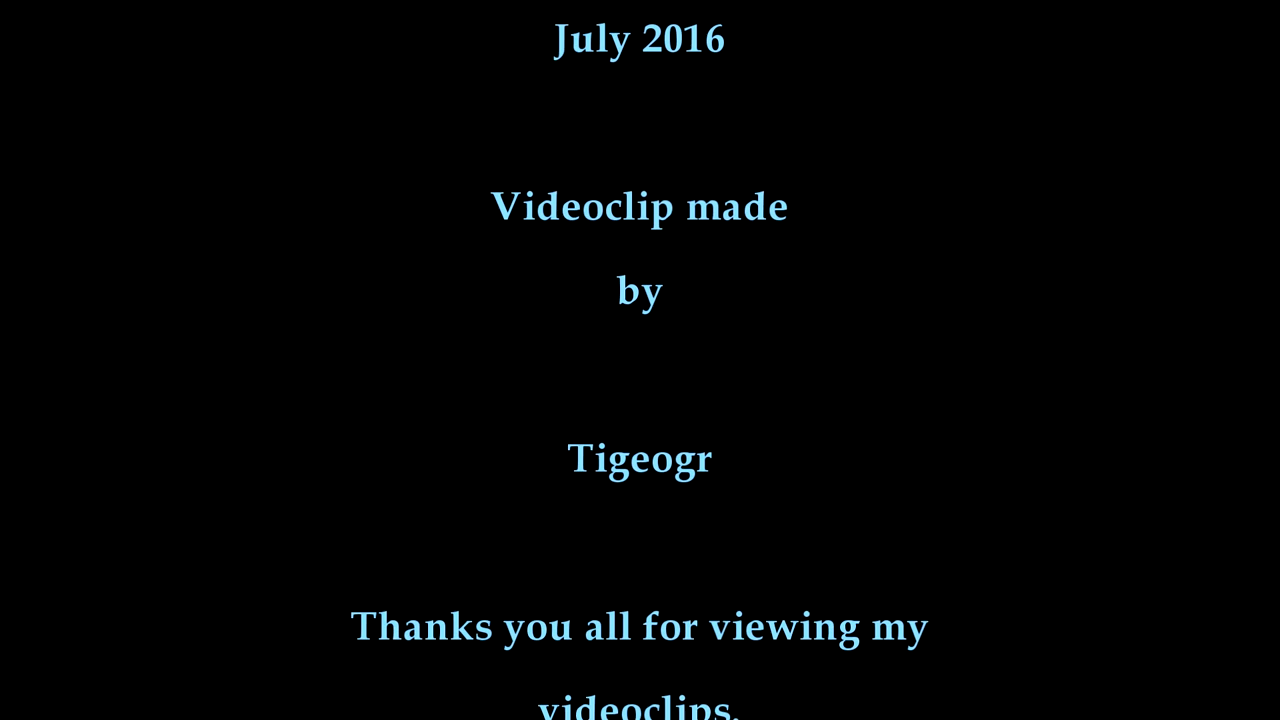 July 2016
Videoclip made
by
Tigeogr
Thanks you all for viewing my
videoclips.